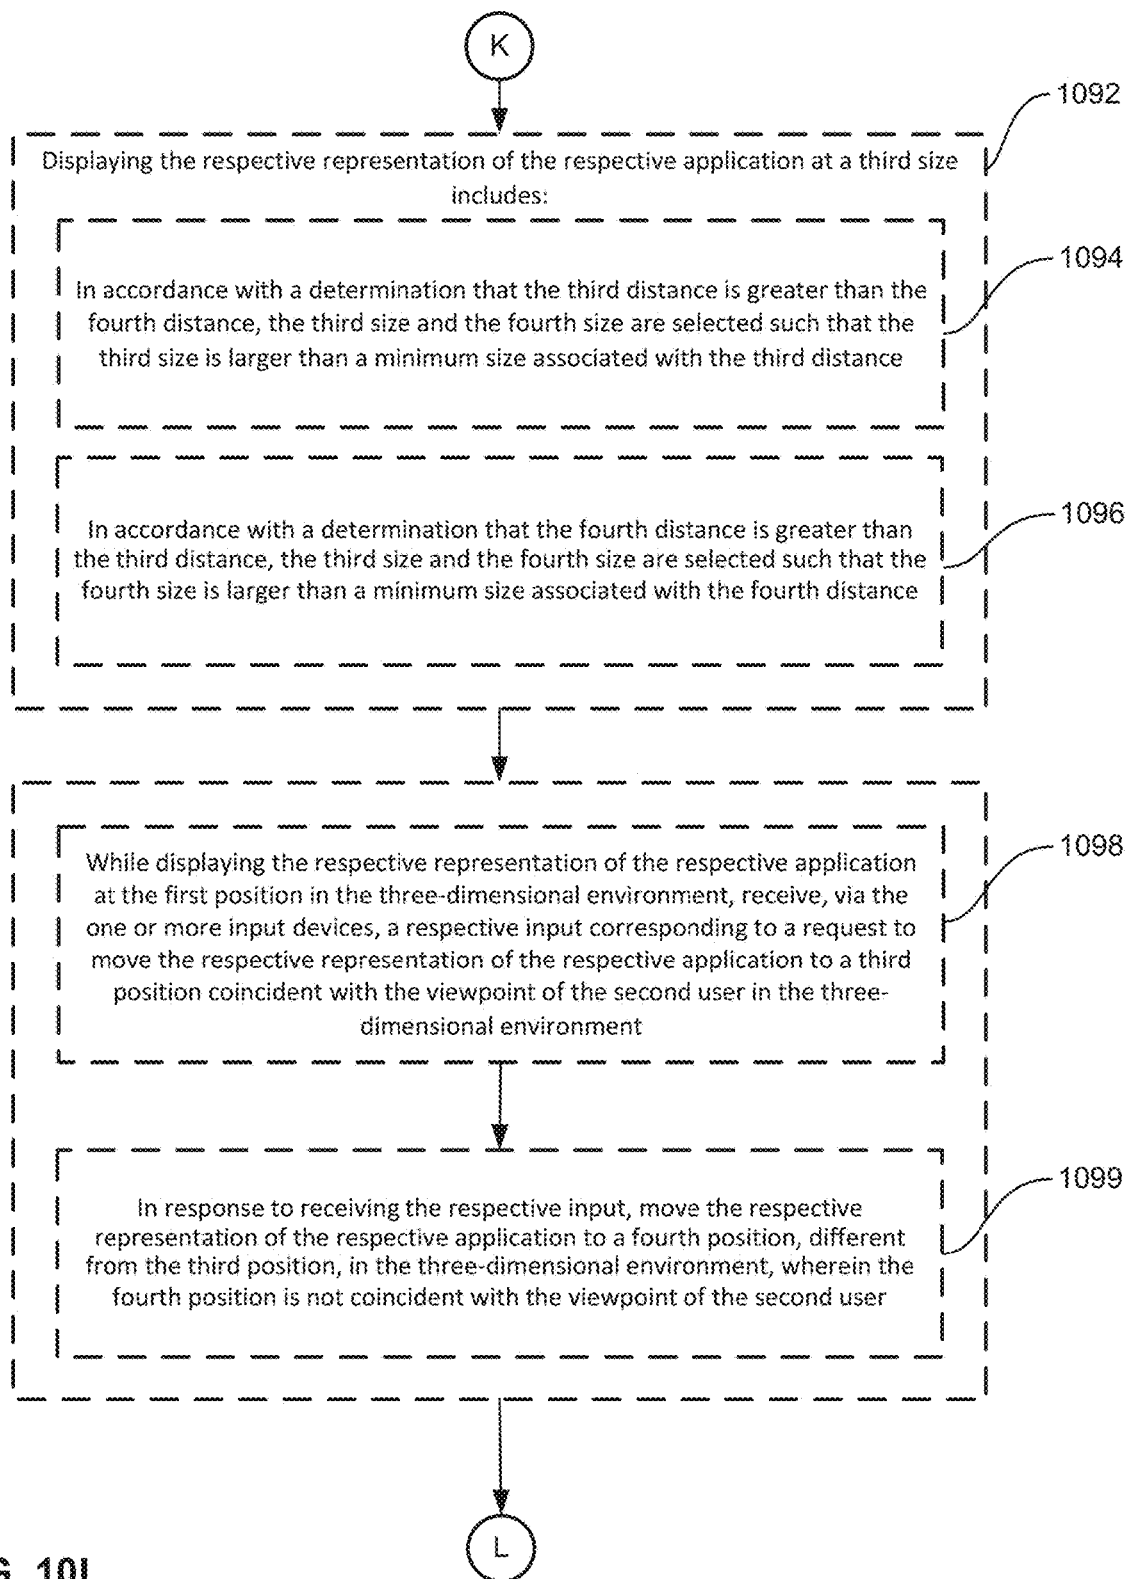 K
1092
Displaying the respective representation of the respective application at a third size
includes:
1094
In accordance with a determination that the third distance is greater than the
fourth distance, the third size and the fourth size are selected such that the
third size is larger than a minimum size associated with the third distance
1096
In accordance with a determination that the fourth distance is greater than
the third distance, the third size and the fourth size are selected such that the
fourth size is larger than a minimum size associated with the fourth distance
1098
While displaying the respective representation of the respective application
at the first position in the three-dimensional environment, receive, via the
one or more input devices, a respective input corresponding to a request to
move the respective representation of the respective application to a third
position coincident with the viewpoint of the second user in the three-
dimensional environment
1099
In response to receiving the respective input, move the respective
representation of the respective application to a fourth position, different
from the third position, in the three-dimensional environment, wherein the
fourth position is not coincident with the viewpoint of the second user
L